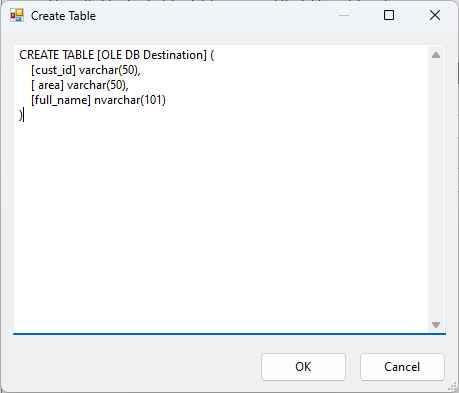 Create Table
CREATE TABLE [OLE DB Destination] (
[cust_id] varchar(50),
[ area] varchar(50),
[full_name] nvarchar(101)
)
OK
Cancel